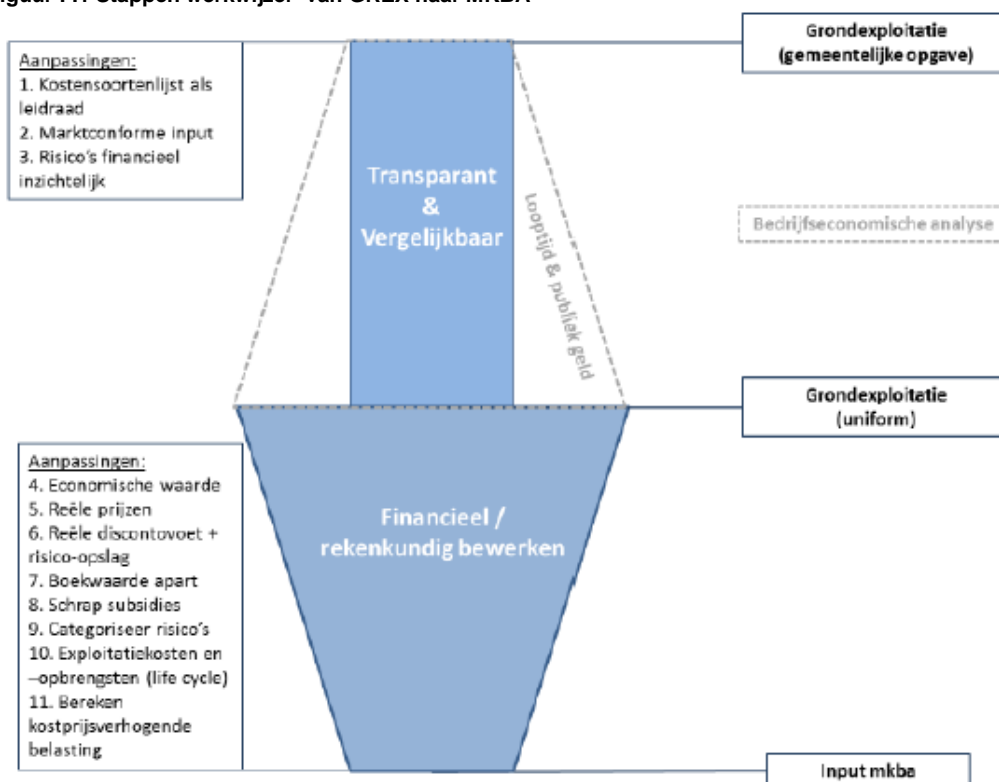 Grondexploitatie
(gemeentelijke opgave)
Aanpassingen:
1. Kostensoortenlijst als
leidraad
2. Marktconforme input
3. Risico's financieel
inzichtelijk
Transparant
&
Vergelijkbaar
Looptijd & publiek geld
Bedrijfseconomische analyse
Grondexploitatie
(uniform)
Aanpassingen:
4. Economische waarde
5. Reële prijzen
6. Reële discontovoet +
risico-opslag
7. Boekwaarde apart
8. Schrap subsidies
9. Categoriseer risico's
10. Exploitatiekosten en
–opbrengsten (life cycle)
11. Bereken
kostprijsverhogende
belasting
Financieel /
rekenkundig bewerken
Input mkba